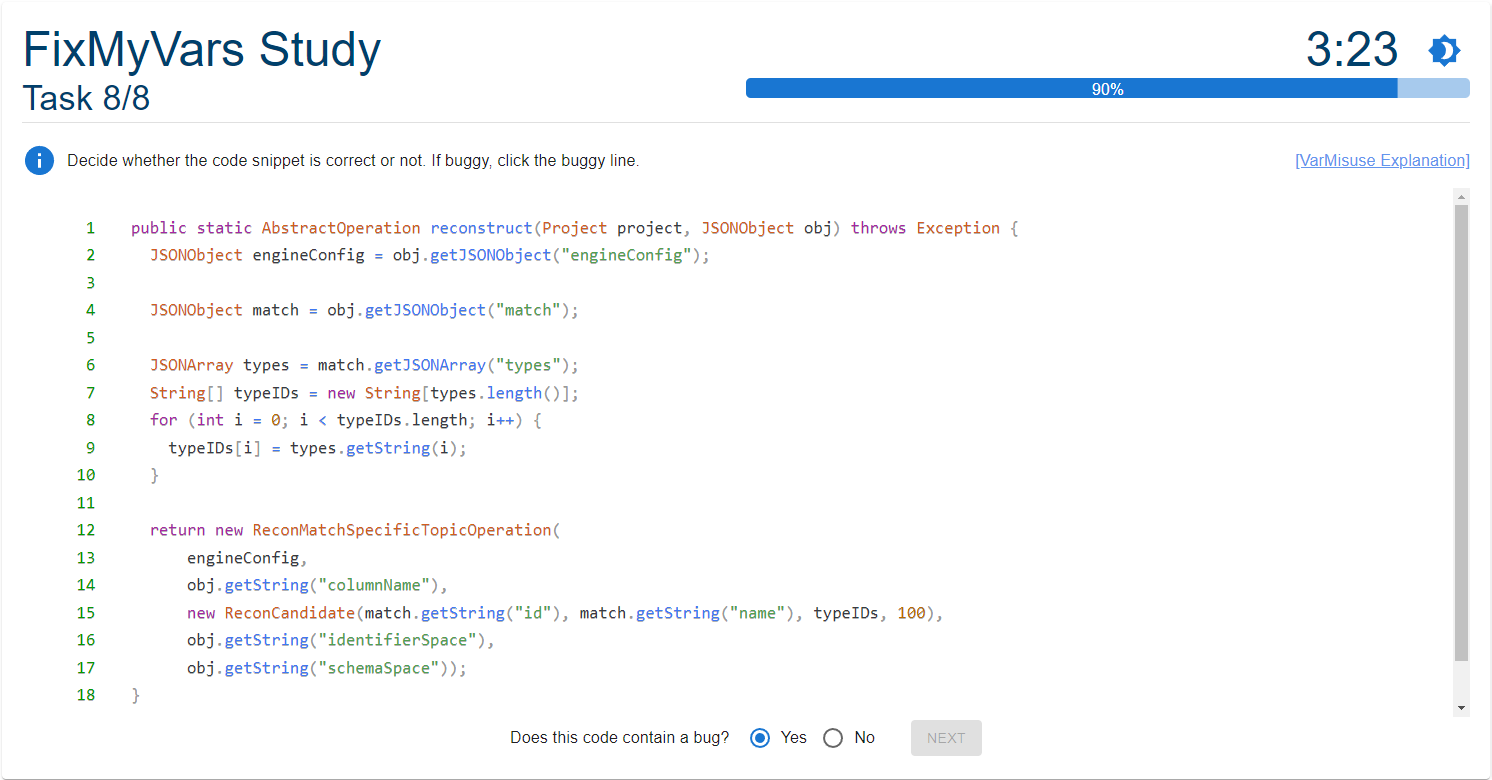 FixMyVars Study
3:23
Task 8/8
90%
Decide whether the code snippet is correct or not. If buggy, click the buggy line.
[VarMisuse Explanation]
1 public static AbstractOperation reconstruct(Project project, JSONObject obj) throws Exception {
2 JSONObject engineConfig = obj.getJSONObject("engineConfig");
3
4 JSONObject match = obj.getJSONObject("match");
5
6 JSONArray types = match.getJSONArray("types");
7 String[] typeIDs = new String[types.length()];
8 for (int i = 0; i < typeIDs.length; i++) {
9 typeIDs[i] = types.getString(i);
10 }
11
12 return new ReconMatchSpecificTopicOperation(
13 engineConfig,
14 obj.getString("columnName"),
15 new ReconCandidate(match.getString("id"), match.getString("name"), typeIDs, 100),
16 obj.getString("identifierSpace"),
17 obj.getString("schemaSpace"));
18 }
Does this code contain a bug? Yes No NEXT